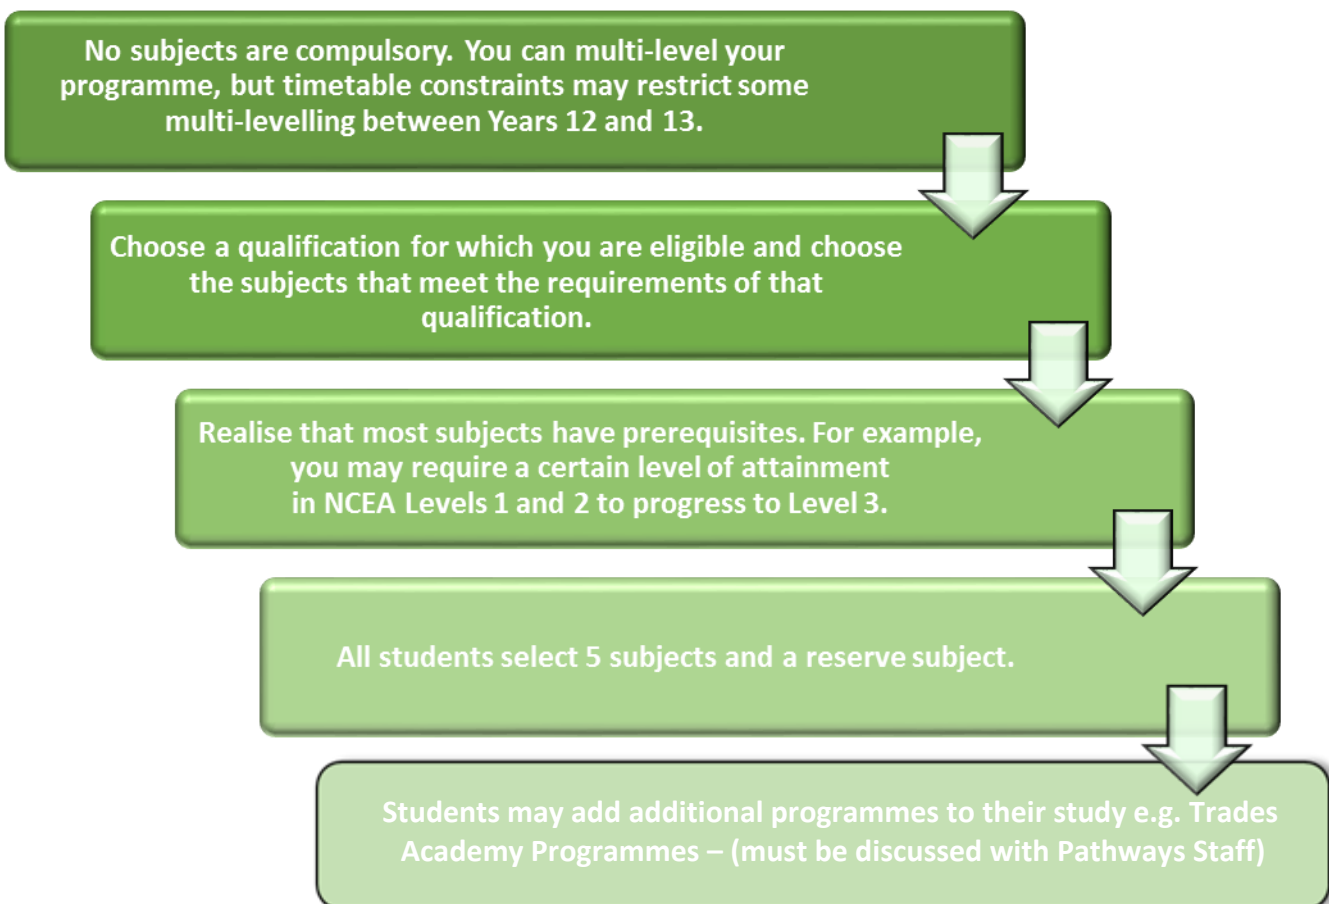 No subjects are compulsory. You can multi-level your
programme, but timetable constraints may restrict some
multi-levelling between Years 12 and 13.
Choose a qualification for which you are eligible and choose
the subjects that meet the requirements of that
qualification.
Realise that most subjects have prerequisites. For example,
you may require a certain level of attainment
in NCEA Levels 1 and 2 to progress to Level 3.
All students select 5 subjects and a reserve subject.
Students may add additional programmes to their study e.g. Trades
Academy Programmes – (must be discussed with Pathways Staff)